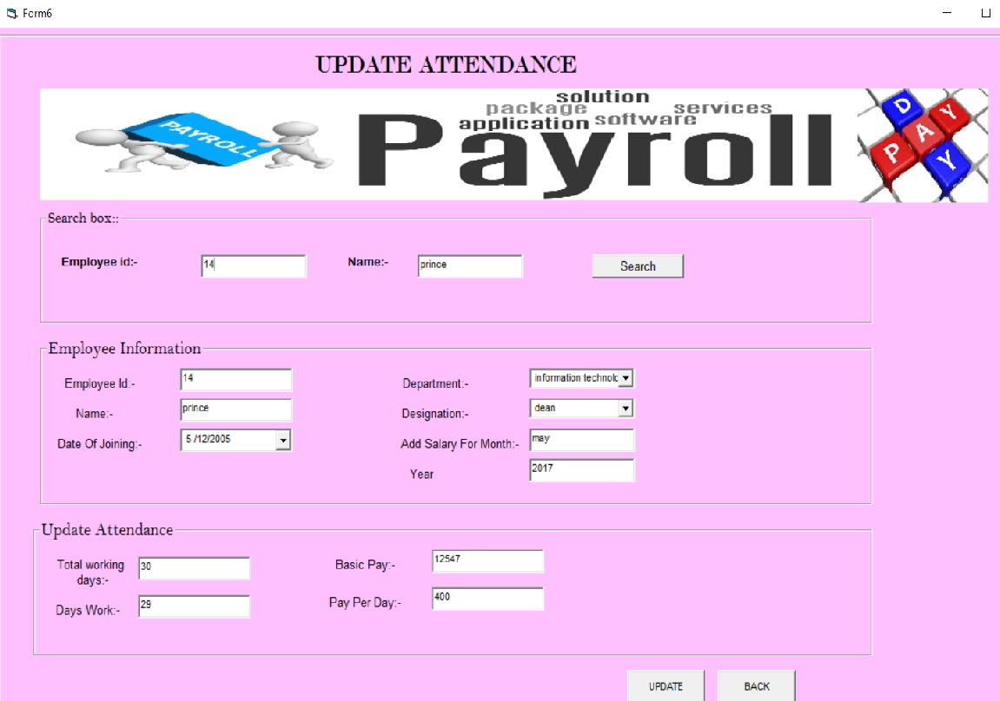 Form6
UPDATE ATTENDANCE
PAYROLL
solution
package services
application software
Payroll
D
P A Y
Y
Search box::
Employee id:- 14 Name:- prince Search
Employee Information
Employee Id:- 14 Department:- information technolc
Name:- prince Designation:- dean
Date Of Joining:- 5 /12/2005 Add Salary For Month:- may
Year 2017
Update Attendance
Total working
days:- 30 Basic Pay:- 12547
Days Work:- 29 Pay Per Day:- 400
UPDATE BACK